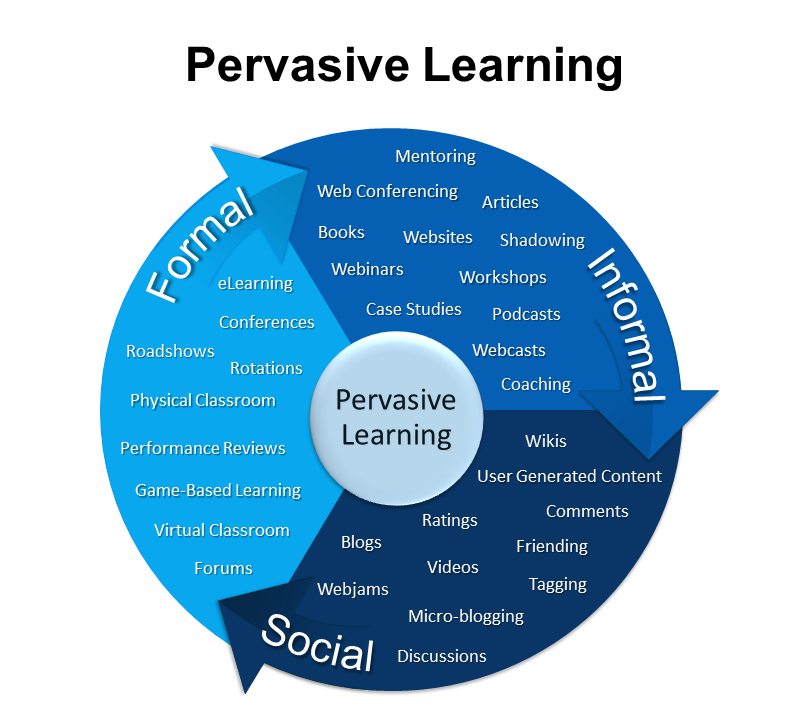 Pervasive Learning
Formal
eLearning
Conferences
Roadshows
Rotations
Physical Classroom
Performance Reviews
Game-Based Learning
Virtual Classroom
Forums
Informal
Mentoring
Web Conferencing
Articles
Books
Websites
Shadowing
Webinars
Workshops
Case Studies
Podcasts
Webcasts
Coaching
Pervasive
Learning
Social
Wikis
User Generated Content
Comments
Ratings
Friending
Blogs
Videos
Tagging
Webjams
Micro-blogging
Discussions